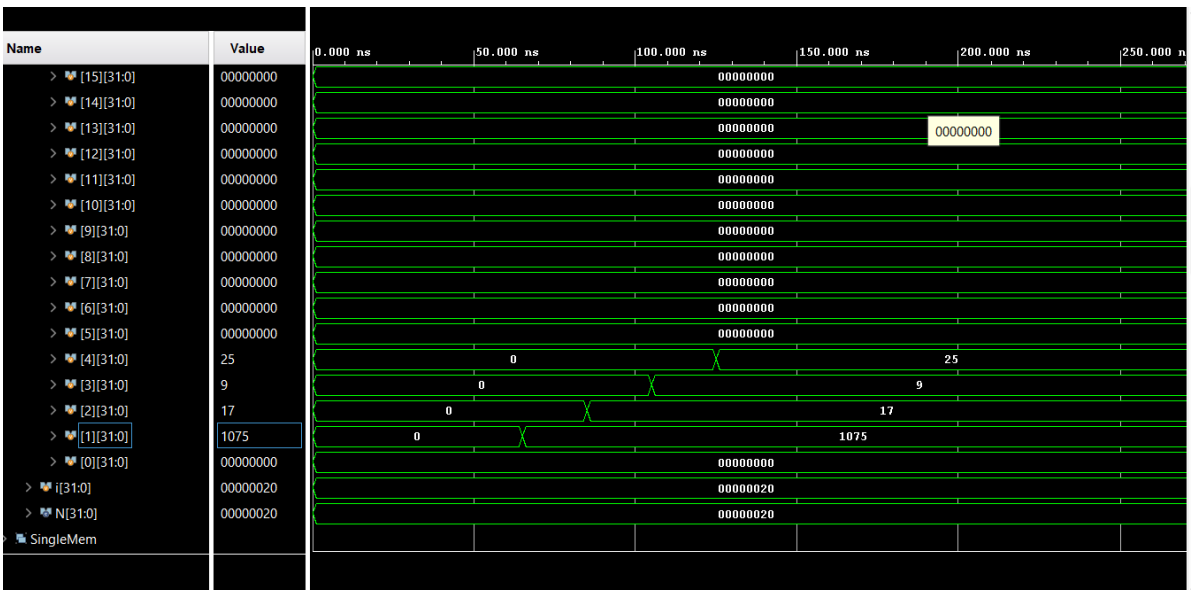 Name Value 0.000 ns 50.000 ns 100.000 ns 150.000 ns 200.000 ns 250.000 n
[15][31:0] 00000000 00000000
[14][31:0] 00000000 00000000
[13][31:0] 00000000 00000000
00000000
[12][31:0] 00000000 00000000
[11][31:0] 00000000 00000000
[10][31:0] 00000000 00000000
[9][31:0] 00000000 00000000
[8][31:0] 00000000 00000000
[7][31:0] 00000000 00000000
[6][31:0] 00000000 00000000
[5][31:0] 00000000 00000000
[4][31:0] 25 0 25
[3][31:0] 9 0 9
[2][31:0] 17 0 17
[1][31:0] 1075 0 1075
[0][31:0] 00000000 00000000
i[31:0] 00000020 00000020
N[31:0] 00000020 00000020
SingleMem